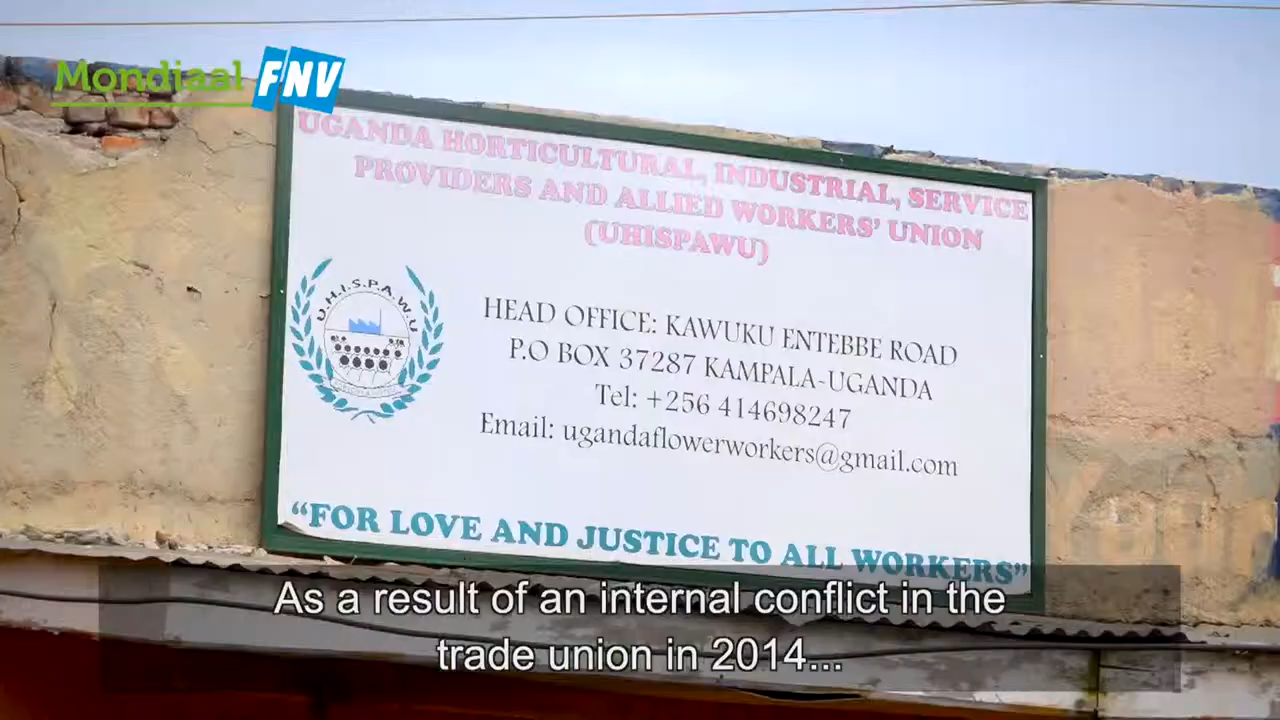 Mondiaal FNV
UGANDA HORTICULTURAL, INDUSTRIAL, SERVICE
PROVIDERS AND ALLIED WORKERS' UNION
(UHISPAWU)
U.H.I.S.P.A.W.U
HEAD OFFICE: KAWUKU ENTEBBE ROAD
P.O BOX 37287 KAMPALA-UGANDA
Tel: +256 414698247
Email: ugandaflowerworkers@gmail.com
“FOR LOVE AND JUSTICE TO ALL WORKERS”
As a result of an internal conflict in the
trade union in 2014...